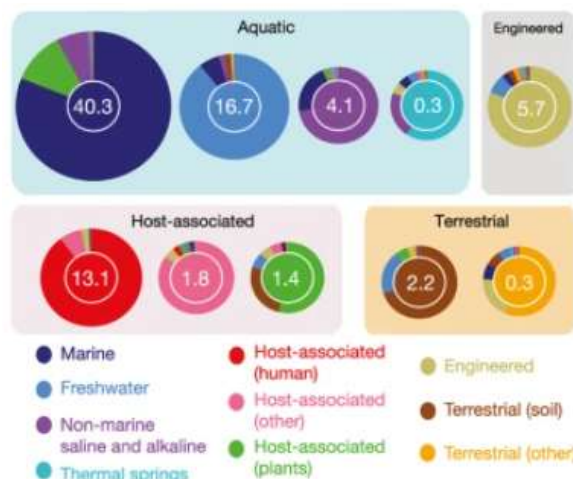 Aquatic
Engineered
40.3
16.7
4.1
0.3
5.7
Host-associated
Terrestrial
13.1
1.8
1.4
2.2
0.3
Marine
Freshwater
Non-marine
saline and alkaline
Thermal springs
Host-associated
(human)
Host-associated
(other)
Host-associated
(plants)
Engineered
Terrestrial (soil)
Terrestrial (other)